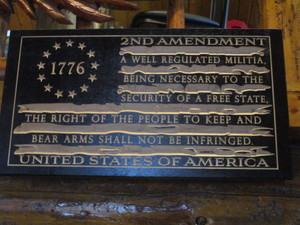 1776
2ND AMENDMENT
A WELL REGULATED MILITIA,
BEING NECESSARY TO THE
SECURITY OF A FREE STATE,
THE RIGHT OF THE PEOPLE TO KEEP AND
BEAR ARMS SHALL NOT BE INFRINGED.
UNITED STATES OF AMERICA